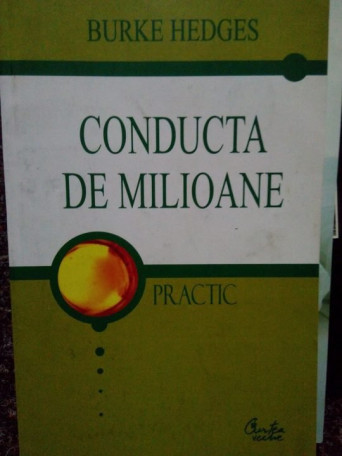 BURKE HEDGES
CONDUCTA
DE MILIOANE
PRACTIC
Curtea
veche